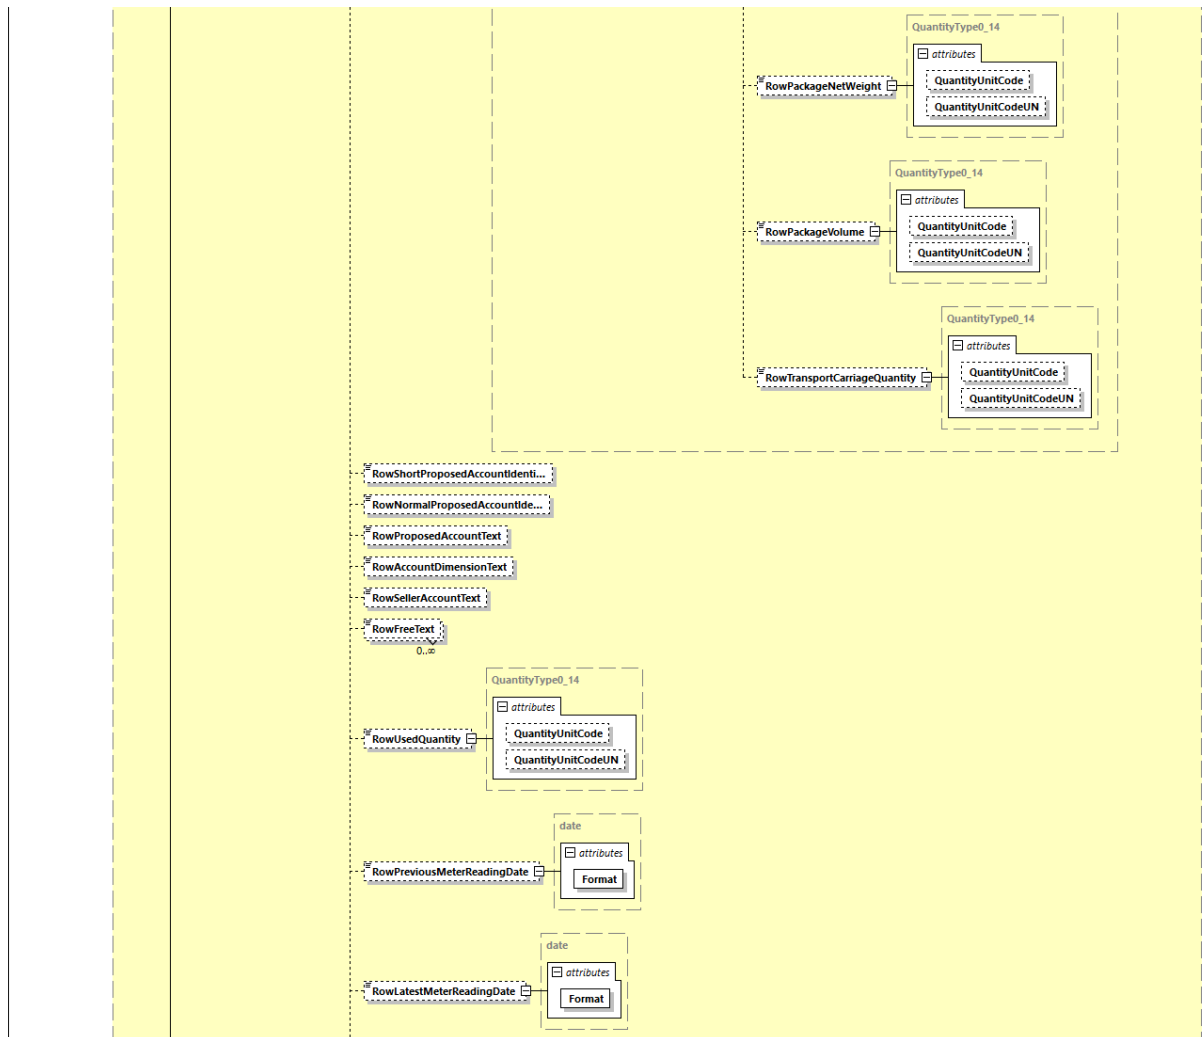 QuantityType0_14
attributes
QuantityUnitCode
RowPackageNetWeight
QuantityUnitCodeUN
QuantityType0_14
attributes
QuantityUnitCode
RowPackageVolume
QuantityUnitCodeUN
QuantityType0_14
attributes
QuantityUnitCode
RowTransportCarriageQuantity
QuantityUnitCodeUN
RowShortProposedAccountIdenti...
RowNormalProposedAccountIde...
RowProposedAccountText
RowAccountDimensionText
RowSellerAccountText
RowFreeText
0..∞
QuantityType0_14
attributes
QuantityUnitCode
RowUsedQuantity
QuantityUnitCodeUN
date
attributes
RowPreviousMeterReadingDate
Format
date
attributes
RowLatestMeterReadingDate
Format